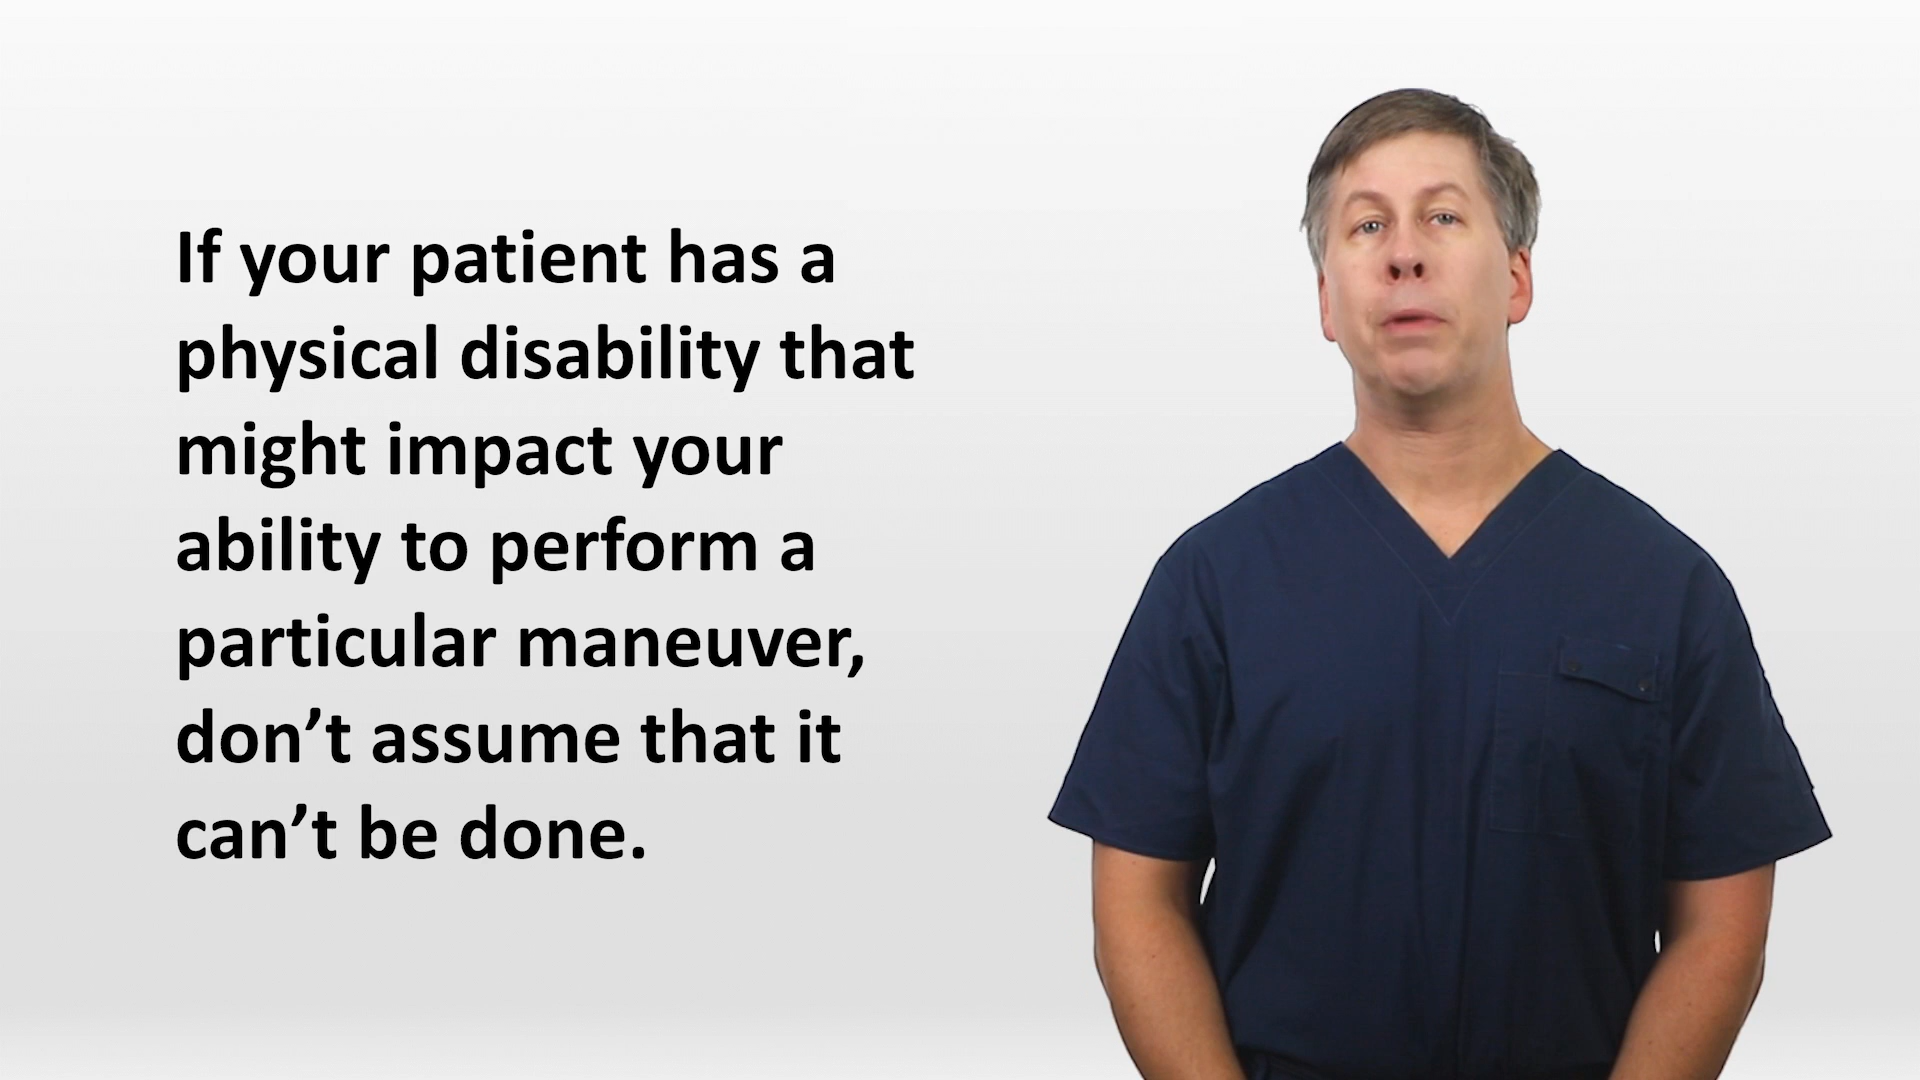 If your patient has a
physical disability that
might impact your
ability to perform a
particular maneuver,
don’t assume that it
can’t be done.